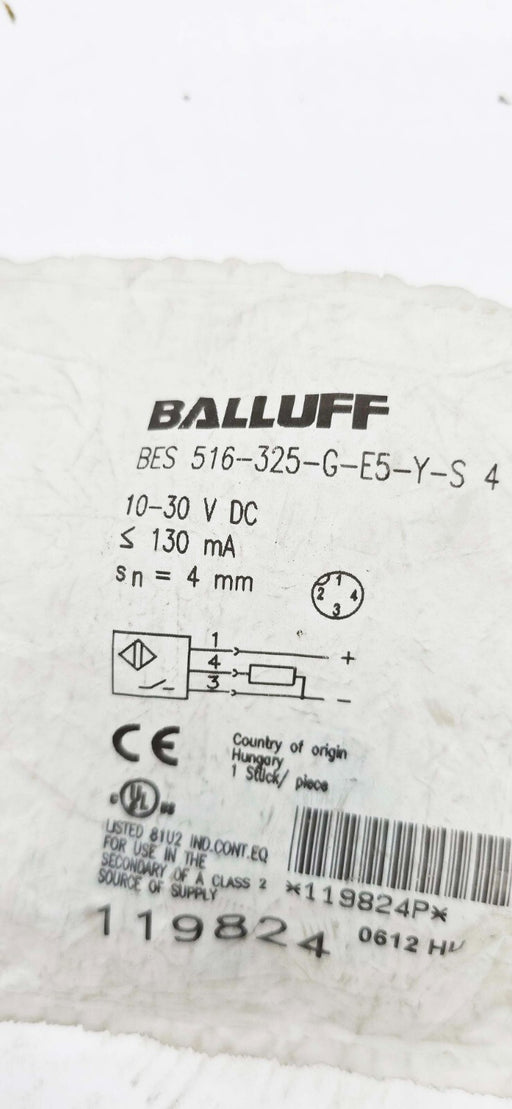 BALLUFF
BES 516-325-G-E5-Y-S 4
10-30 V DC
≤ 130 mA
sn = 4 mm
1
2 4
3
1
+
4
3
−
CE
Country of origin
Hungary
1 Stück/ piece
c UL us
LISTED 81U2 IND.CONT.EQ
FOR USE IN THE
SECONDARY OF A CLASS 2
SOURCE OF SUPPLY
*119824P*
119824
0612 HU